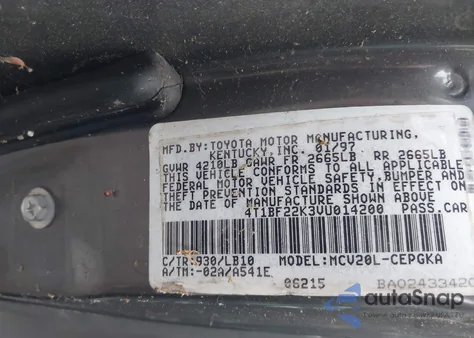 MFD.BY:TOYOTA MOTOR MANUFACTURING,
KENTUCKY, INC. 01/97
GVWR 4210LB GAWR FR 2665LB RR 2665LB
THIS VEHICLE CONFORMS TO ALL APPLICABLE
FEDERAL MOTOR VEHICLE SAFETY,BUMPER AND
THEFT PREVENTION STANDARDS IN EFFECT ON
THE DATE OF MANUFACTURE SHOWN ABOVE.
4T1BF22K3VU014200 PASS.CAR
C/TR:930/LB10 MODEL:MCV20L-CEPGKA
A/TM:-02A/A541E
06215 BA02433420
autoSnap